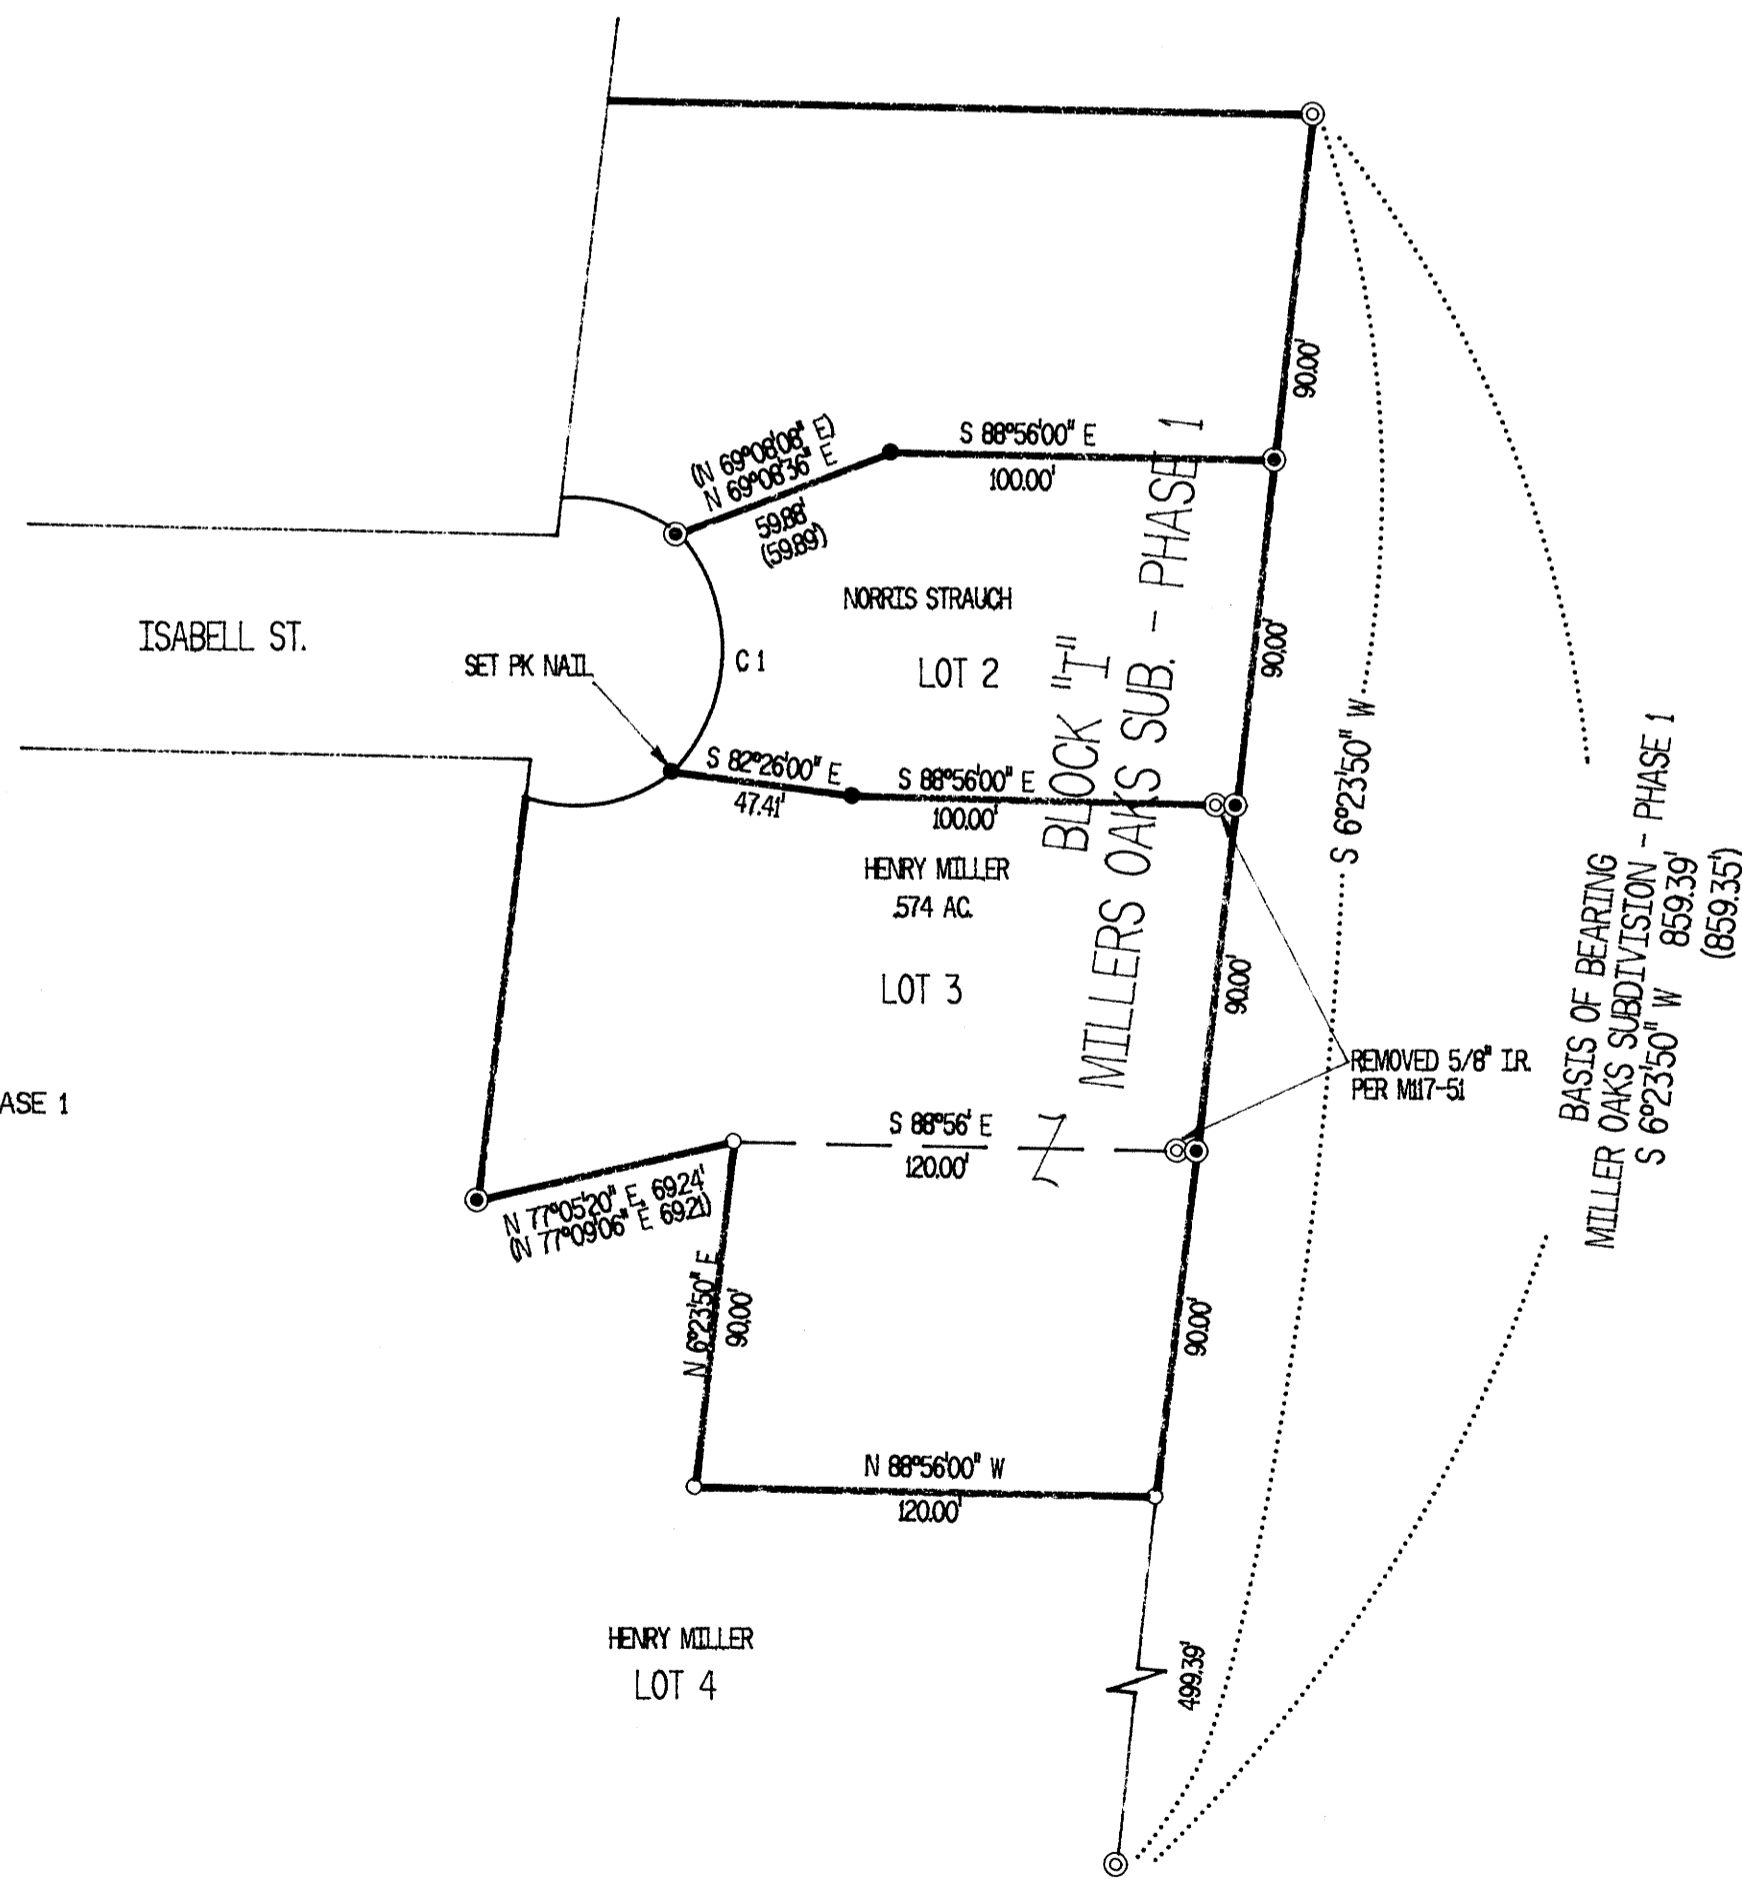 90.00'
(N 69°08'08" E)
N 69°08'36" E
59.88'
(59.89')
S 88°56'00" E
100.00'
NORRIS STRAUCH
LOT 2
ISABELL ST.
SET PK NAIL
C 1
90.00'
S 82°26'00" E
47.41'
S 88°56'00" E
100.00'
BLOCK "I"
MILLERS OAKS SUB. - PHASE 1
S 6°23'50" W
HENRY MILLER
.574 AC.
LOT 3
90.00'
BASIS OF BEARING
MILLER OAKS SUBDIVISION - PHASE 1
S 6°23'50" W 859.39'
(859.35')
REMOVED 5/8" I.R.
PER M117-51
ASE 1
S 88°56' E
120.00'
N 77°05'20" E, 69.24'
(N 77°09'06" E 69.21)
N 6°23'50" E
90.00'
90.00'
N 88°56'00" W
120.00'
HENRY MILLER
LOT 4
499.39'